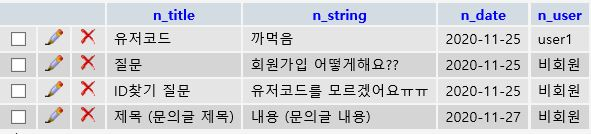 n_title n_string n_date n_user
유저코드 까먹음 2020-11-25 user1
질문 회원가입 어떻게해요?? 2020-11-25 비회원
ID찾기 질문 유저코드를 모르겠어요ㅠㅠ 2020-11-25 비회원
제목 (문의글 제목) 내용 (문의글 내용) 2020-11-27 비회원